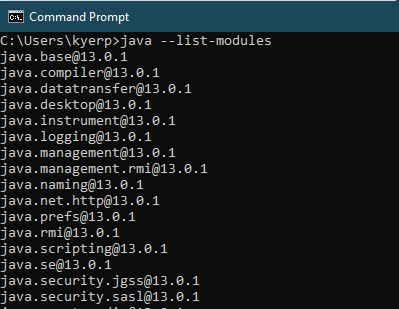 Command Prompt
C:\Users\kyerp>java --list-modules
java.base@13.0.1
java.compiler@13.0.1
java.datatransfer@13.0.1
java.desktop@13.0.1
java.instrument@13.0.1
java.logging@13.0.1
java.management@13.0.1
java.management.rmi@13.0.1
java.naming@13.0.1
java.net.http@13.0.1
java.prefs@13.0.1
java.rmi@13.0.1
java.scripting@13.0.1
java.se@13.0.1
java.security.jgss@13.0.1
java.security.sasl@13.0.1